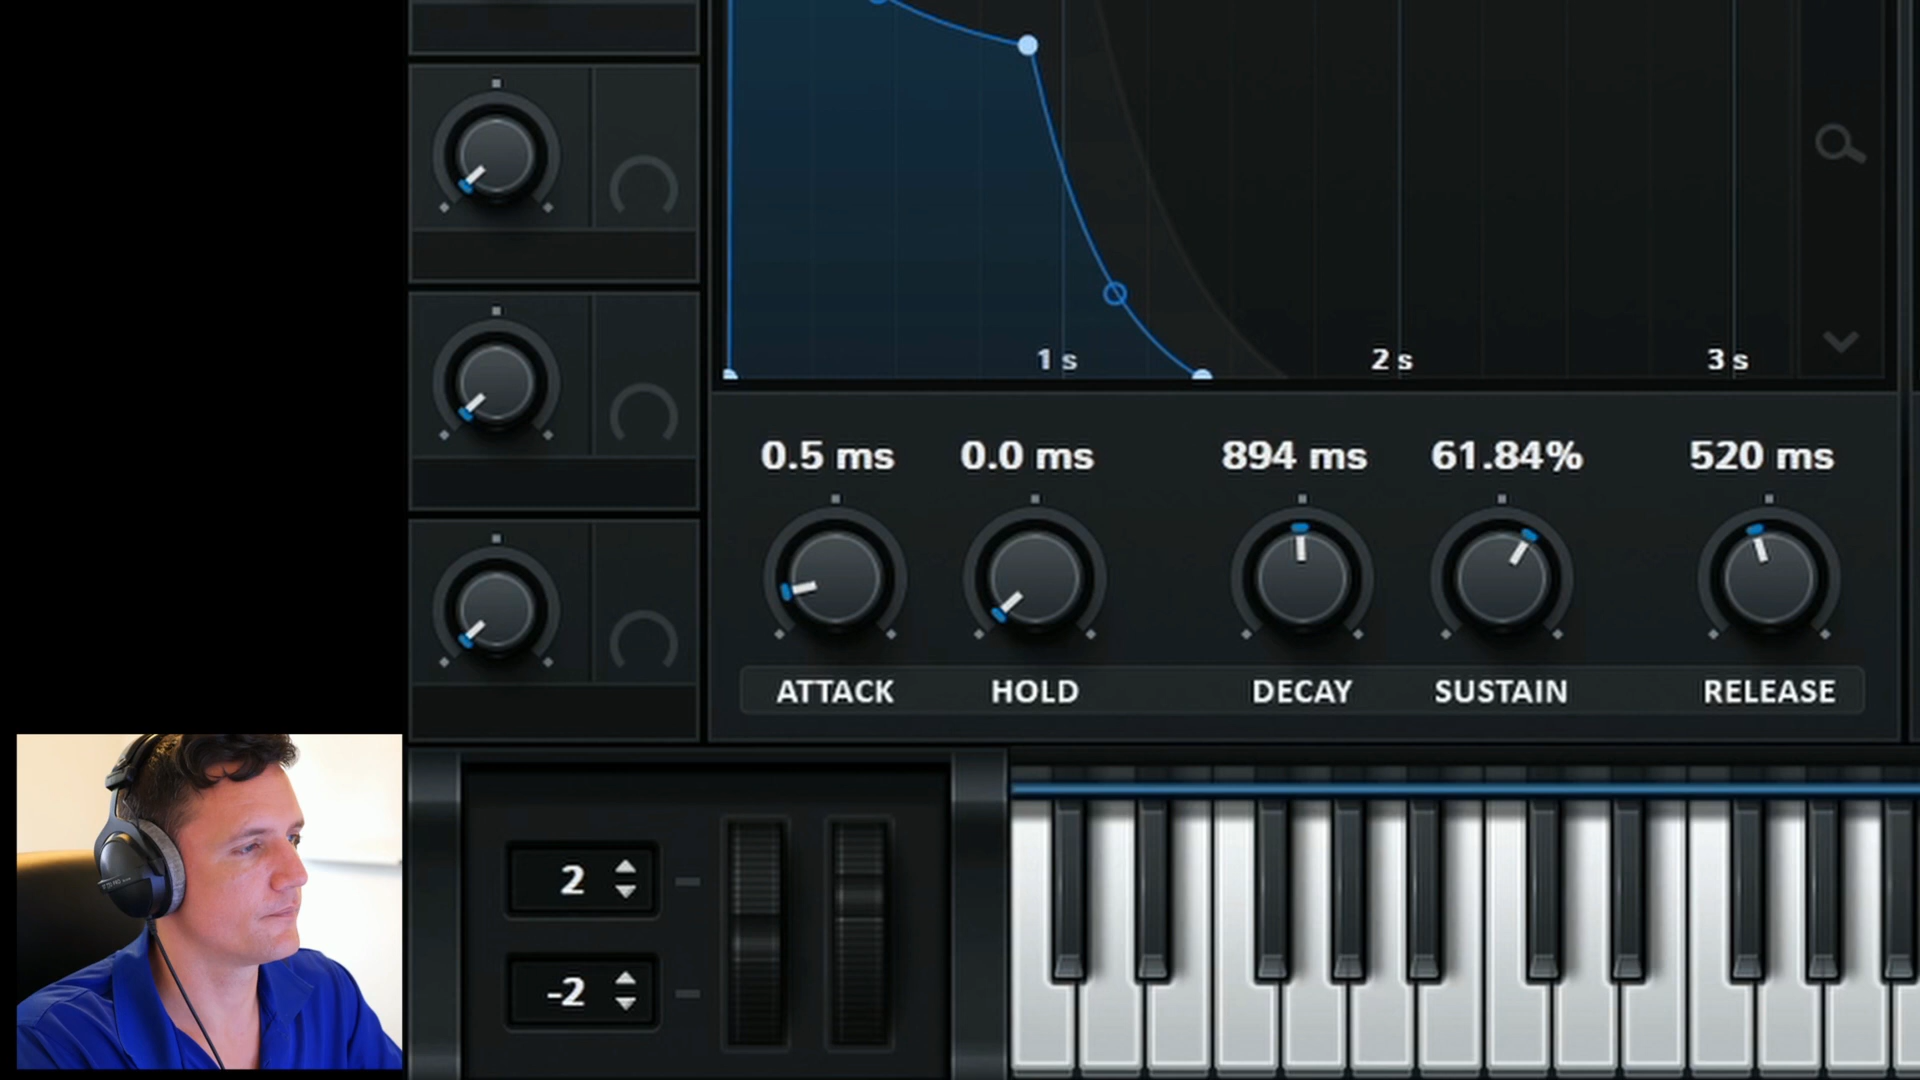 1 s 2 s 3 s
0.5 ms 0.0 ms 894 ms 61.84% 520 ms
ATTACK HOLD DECAY SUSTAIN RELEASE
2
-2